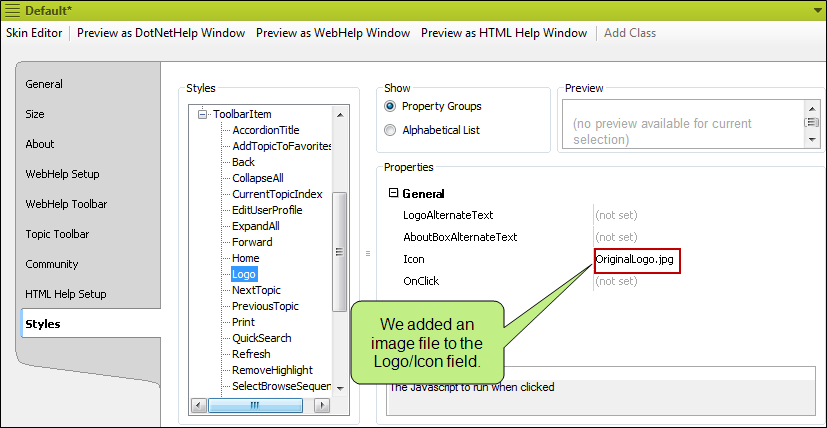 Default*
Skin Editor Preview as DotNetHelp Window Preview as WebHelp Window Preview as HTML Help Window Add Class
General
Size
About
WebHelp Setup
WebHelp Toolbar
Topic Toolbar
Community
HTML Help Setup
Styles
Styles
ToolbarItem
AccordionTitle
AddTopicToFavorites
Back
CollapseAll
CurrentTopicIndex
EditUserProfile
ExpandAll
Forward
Home
Logo
NextTopic
PreviousTopic
Print
QuickSearch
Refresh
RemoveHighlight
SelectBrowseSequen
Show
Property Groups
Alphabetical List
Preview
(no preview available for current
selection)
Properties
General
LogoAlternateText (not set)
AboutBoxAlternateText (not set)
Icon OriginalLogo.jpg
OnClick (not set)
We added an
image file to the
Logo/Icon field.
The Javascript to run when clicked